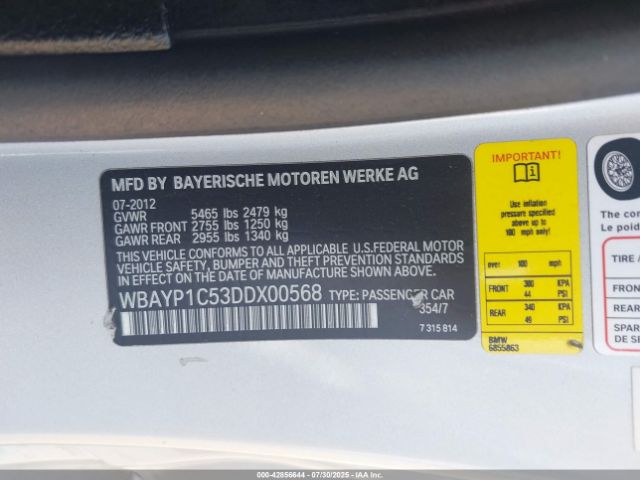 MFD BY BAYERISCHE MOTOREN WERKE AG
07-2012
GVWR 5465 lbs 2479 kg
GAWR FRONT 2755 lbs 1250 kg
GAWR REAR 2955 lbs 1340 kg
THIS VEHICLE CONFORMS TO ALL APPLICABLE U.S.FEDERAL MOTOR
VEHICLE SAFETY, BUMPER, AND THEFT PREVENTION STANDARDS
IN EFFECT ON THE DATE OF MANUFACTURE SHOWN ABOVE.
WBAYP1C53DDX00568 TYPE: PASSENGER CAR
354/7
7 315 814
IMPORTANT!
Use inflation
pressure specified
above up to
100 mph only!
over 100 mph
FRONT 300 KPA
44 PSI
REAR 340 KPA
49 PSI
BMW
6855863
The co
Le poid
TIRE /
FRON
REAR
SPAR
DE SE
000-42856644 | 07/30/2025 | IAA Inc.